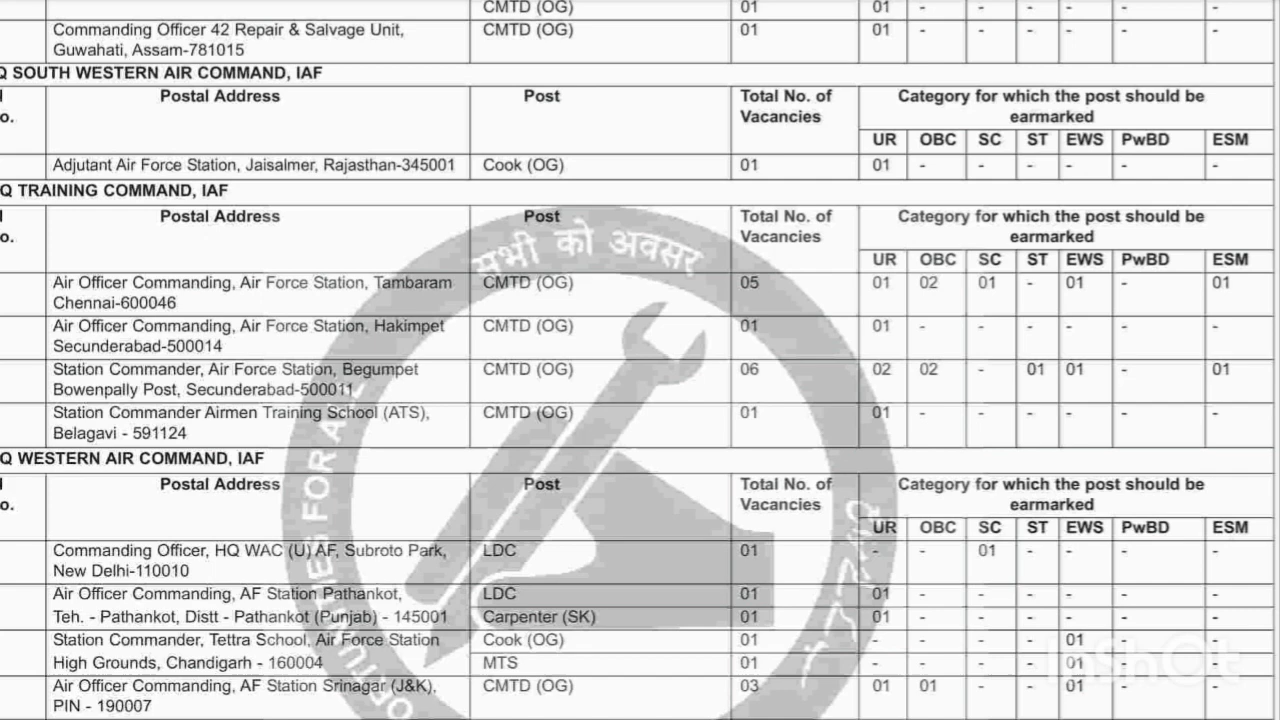 CMTD (OG) 01 01 - - - - - -
Commanding Officer 42 Repair & Salvage Unit, CMTD (OG) 01 01 - - - - - -
Guwahati, Assam-781015
Q SOUTH WESTERN AIR COMMAND, IAF
l Postal Address Post Total No. of Category for which the post should be
o. Vacancies earmarked
UR OBC SC ST EWS PwBD ESM
Adjutant Air Force Station, Jaisalmer, Rajasthan-345001 Cook (OG) 01 01 - - - - - -
Q TRAINING COMMAND, IAF
l Postal Address Post Total No. of Category for which the post should be
o. Vacancies earmarked
UR OBC SC ST EWS PwBD ESM
Air Officer Commanding, Air Force Station, Tambaram CMTD (OG) 05 01 02 01 - 01 - 01
Chennai-600046
Air Officer Commanding, Air Force Station, Hakimpet CMTD (OG) 01 01 - - - - - -
Secunderabad-500014
Station Commander, Air Force Station, Begumpet CMTD (OG) 06 02 02 - 01 01 - 01
Bowenpally Post, Secunderabad-500011
Station Commander Airmen Training School (ATS), CMTD (OG) 01 01 - - - - - -
Belagavi - 591124
Q WESTERN AIR COMMAND, IAF
l Postal Address Post Total No. of Category for which the post should be
o. Vacancies earmarked
UR OBC SC ST EWS PwBD ESM
Commanding Officer, HQ WAC (U) AF, Subroto Park, LDC 01 - - 01 - - - -
New Delhi-110010
Air Officer Commanding, AF Station Pathankot, LDC 01 01 - - - - - -
Teh. - Pathankot, Distt - Pathankot (Punjab) - 145001 Carpenter (SK) 01 01 - - - - - -
Station Commander, Tettra School, Air Force Station Cook (OG) 01 - - - - 01 - -
High Grounds, Chandigarh - 160004 MTS 01 - - - - 01 - -
Air Officer Commanding, AF Station Srinagar (J&K), CMTD (OG) 03 01 01 - - 01 - -
PIN - 190007
सभी को अवसर
FOR ALL
InShOt